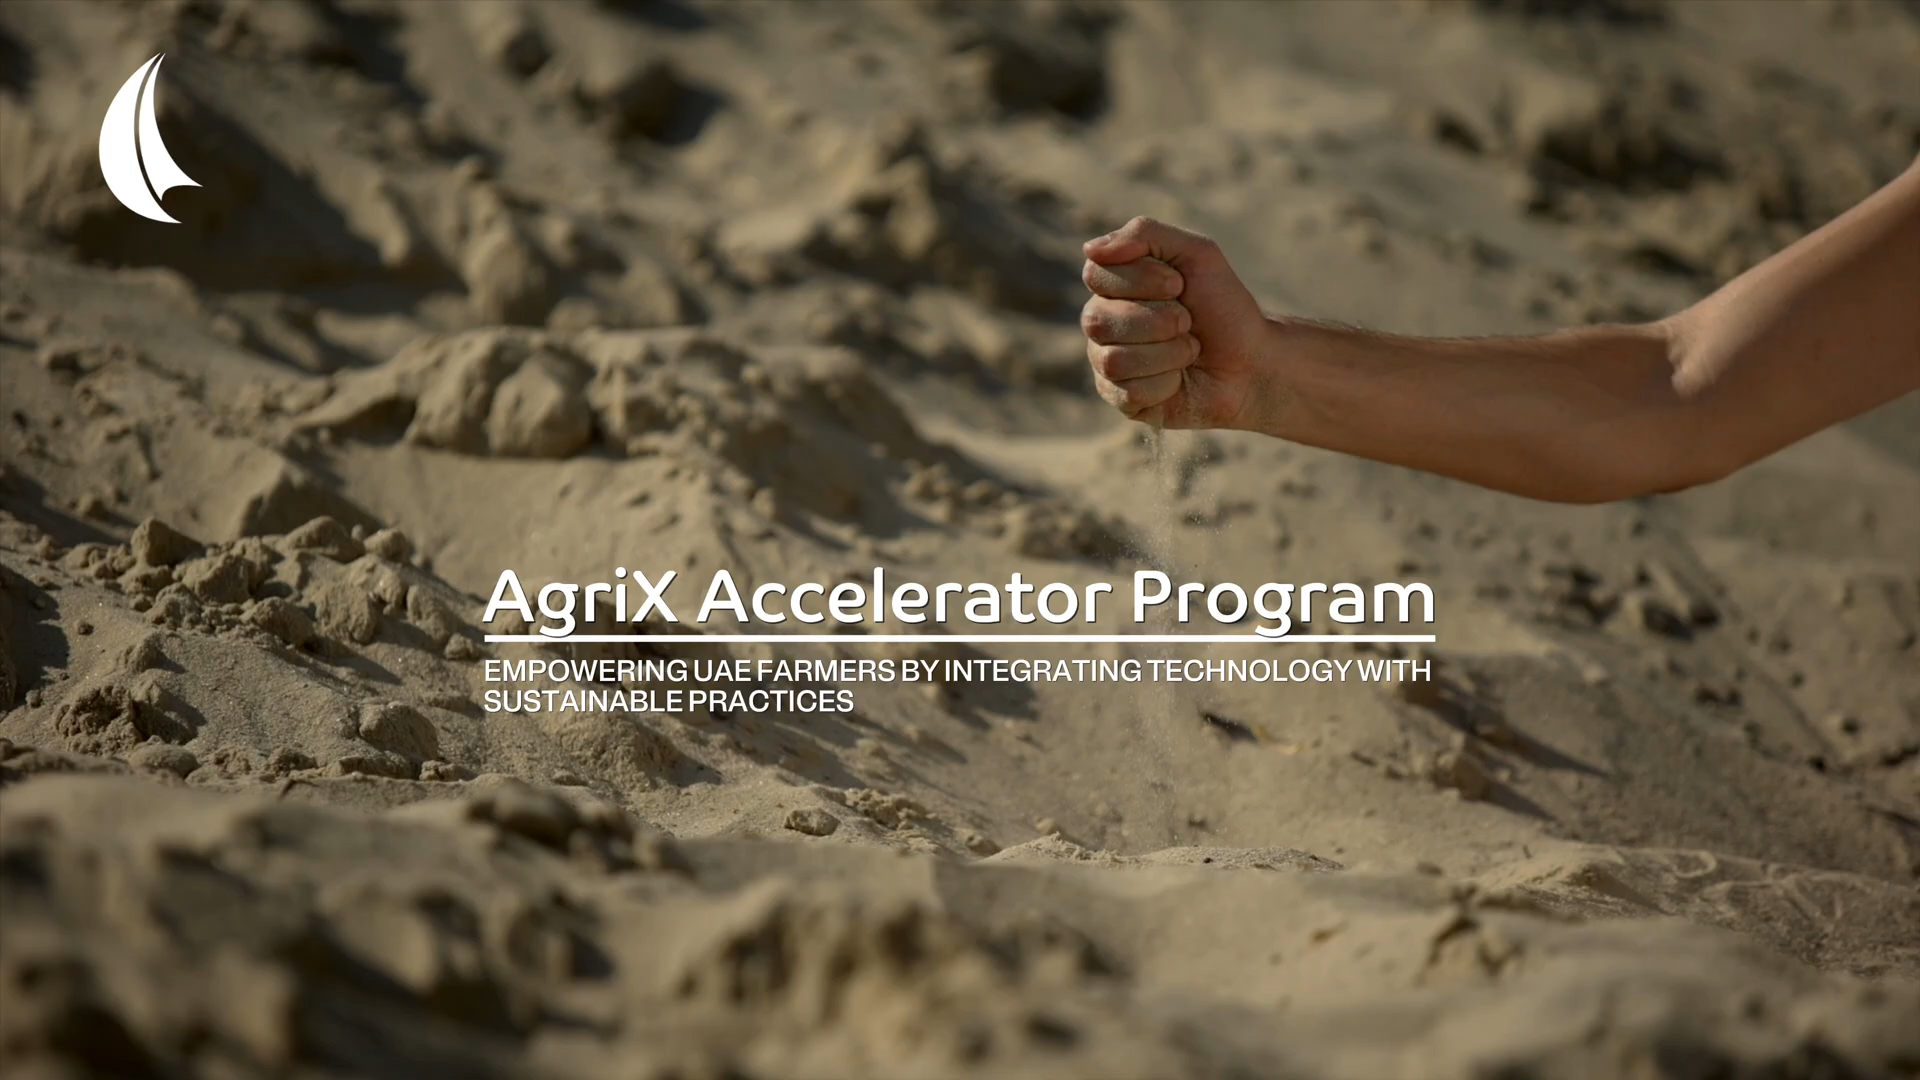 AgriX Accelerator Program
EMPOWERING UAE FARMERS BY INTEGRATING TECHNOLOGY WITH
SUSTAINABLE PRACTICES